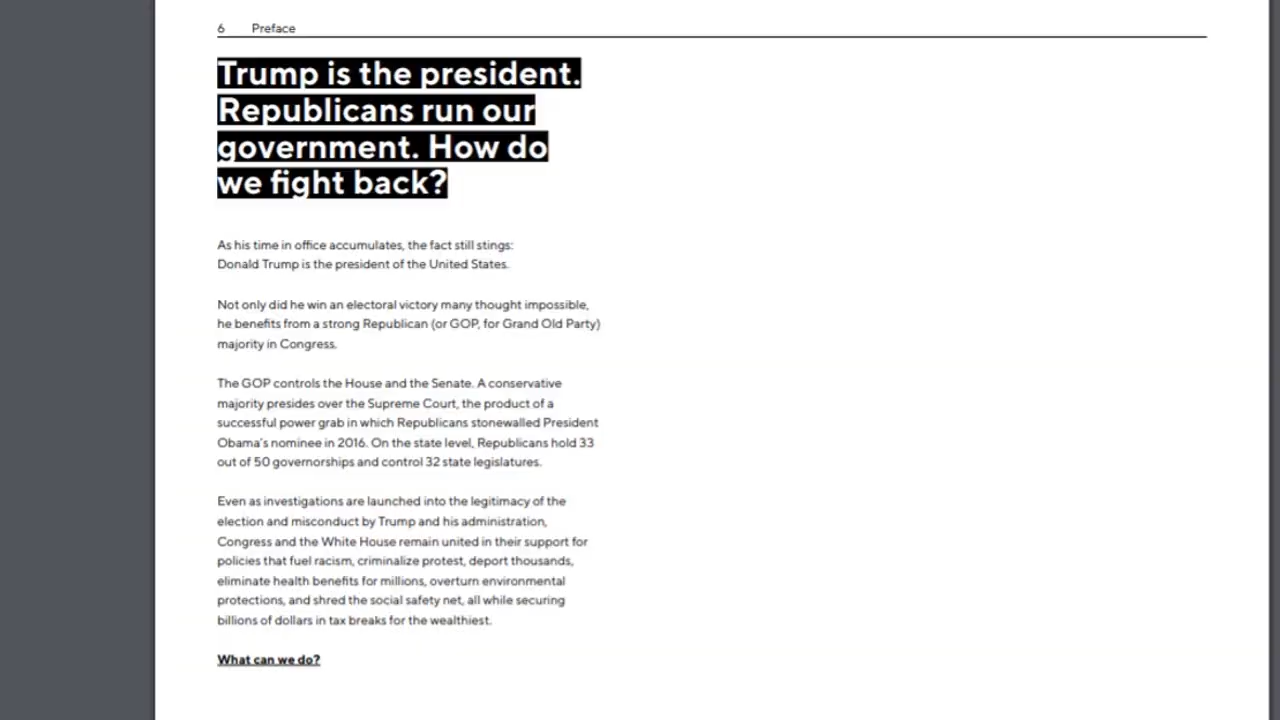 6 Preface
Trump is the president.
Republicans run our
government. How do
we fight back?
As his time in office accumulates, the fact still stings:
Donald Trump is the president of the United States.
Not only did he win an electoral victory many thought impossible,
he benefits from a strong Republican (or GOP, for Grand Old Party)
majority in Congress.
The GOP controls the House and the Senate. A conservative
majority presides over the Supreme Court, the product of a
successful power grab in which Republicans stonewalled President
Obama's nominee in 2016. On the state level, Republicans hold 33
out of 50 governorships and control 32 state legislatures.
Even as investigations are launched into the legitimacy of the
election and misconduct by Trump and his administration,
Congress and the White House remain united in their support for
policies that fuel racism, criminalize protest, deport thousands,
eliminate health benefits for millions, overturn environmental
protections, and shred the social safety net, all while securing
billions of dollars in tax breaks for the wealthiest.
What can we do?